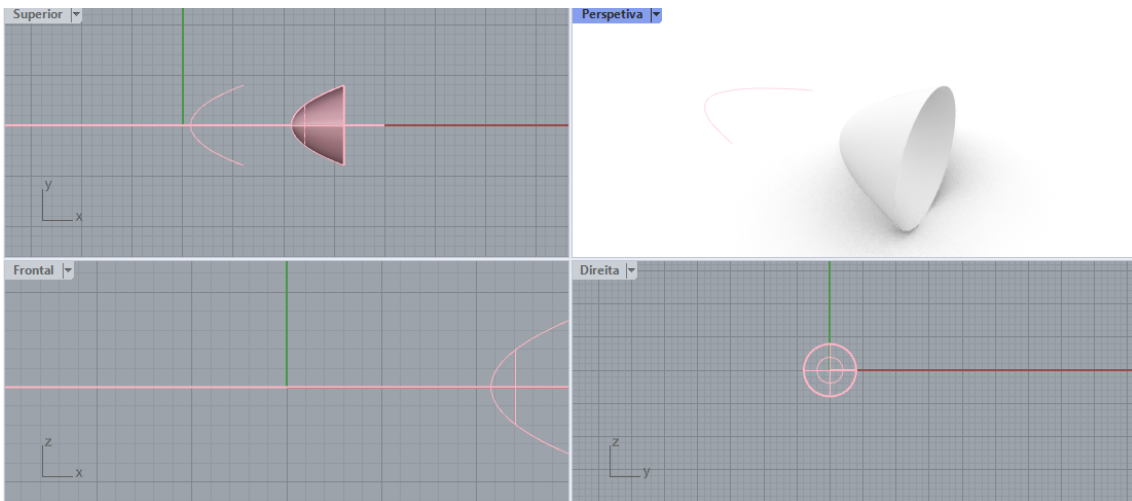 Superior
Perspetiva
y
x
Frontal
Direita
z
x
z
y